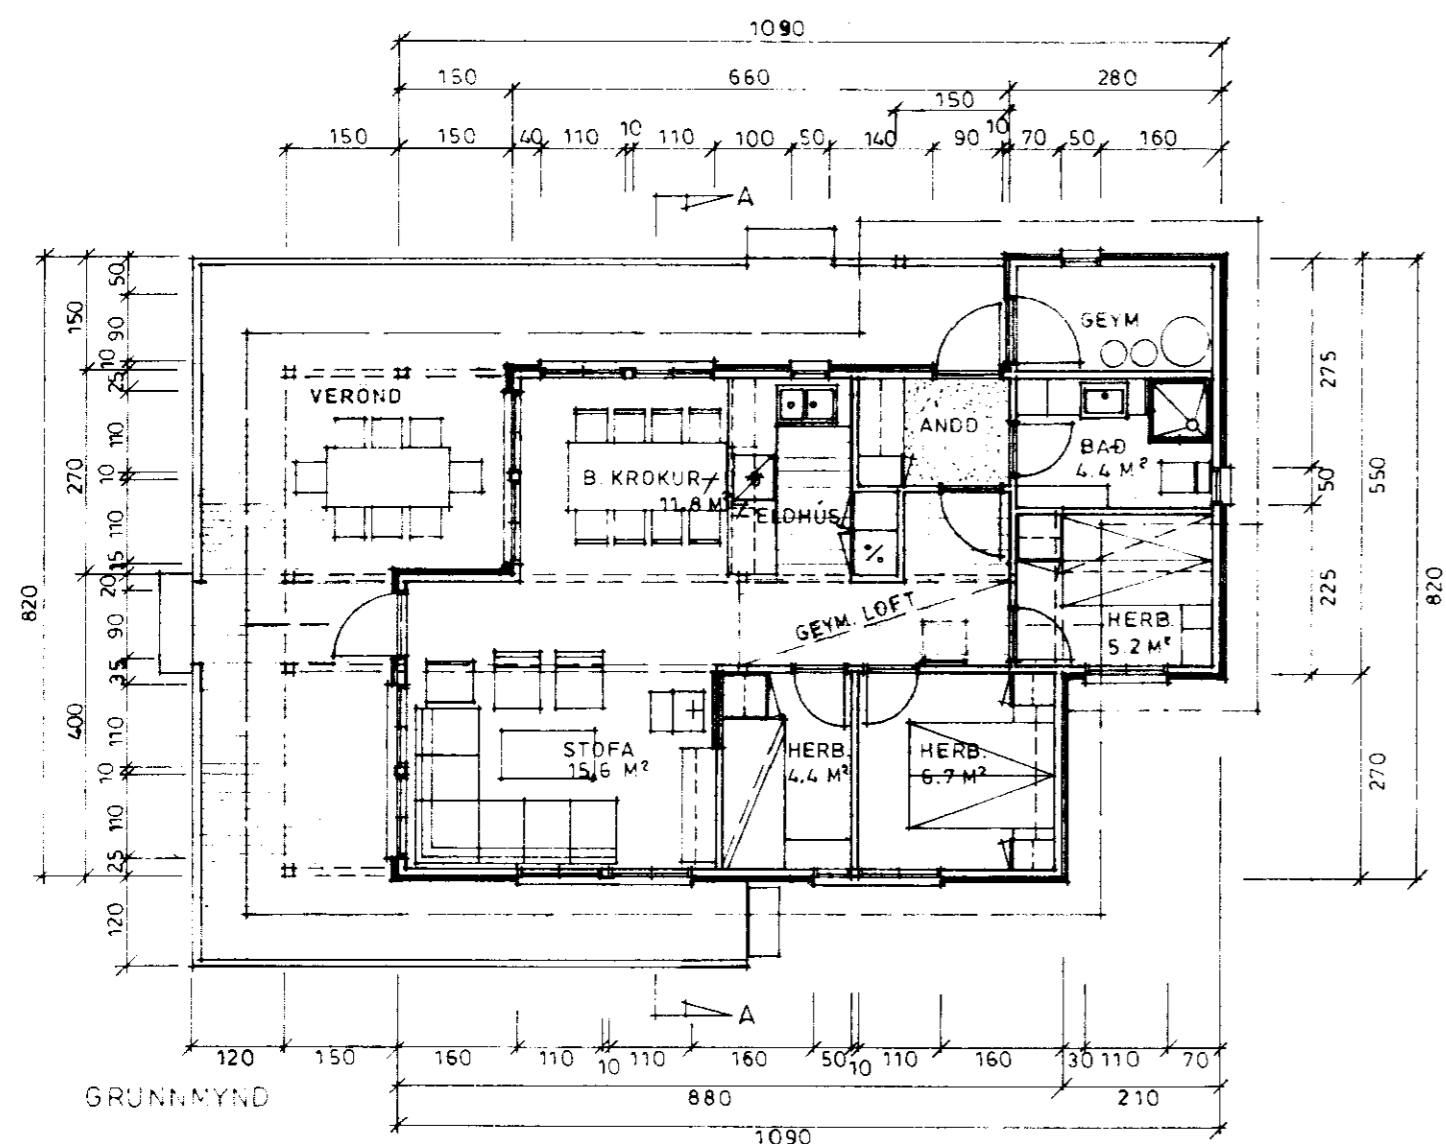 1090
150 660 280
150
150 150 40 110 10 110 100 50 140 90 10 70 50 160
A
820
150 270 400
50 90 10 25 110 10 110 15 20 90 35 110 10 110 25 120
275 50 225
550 270
820
GEYM
VERÖND
ANDD
BAÐ
4.4 M²
B. KROKUR
11.8 M²
ELDHÚS
GEYM. LOFT
HERB.
5.2 M²
STOFA
15.6 M²
HERB.
4.4 M²
HERB.
6.7 M²
A
120 150 160 110 10 110 160 50 10 110 160 30 110 70
GRUNNMYND
880 210
1090